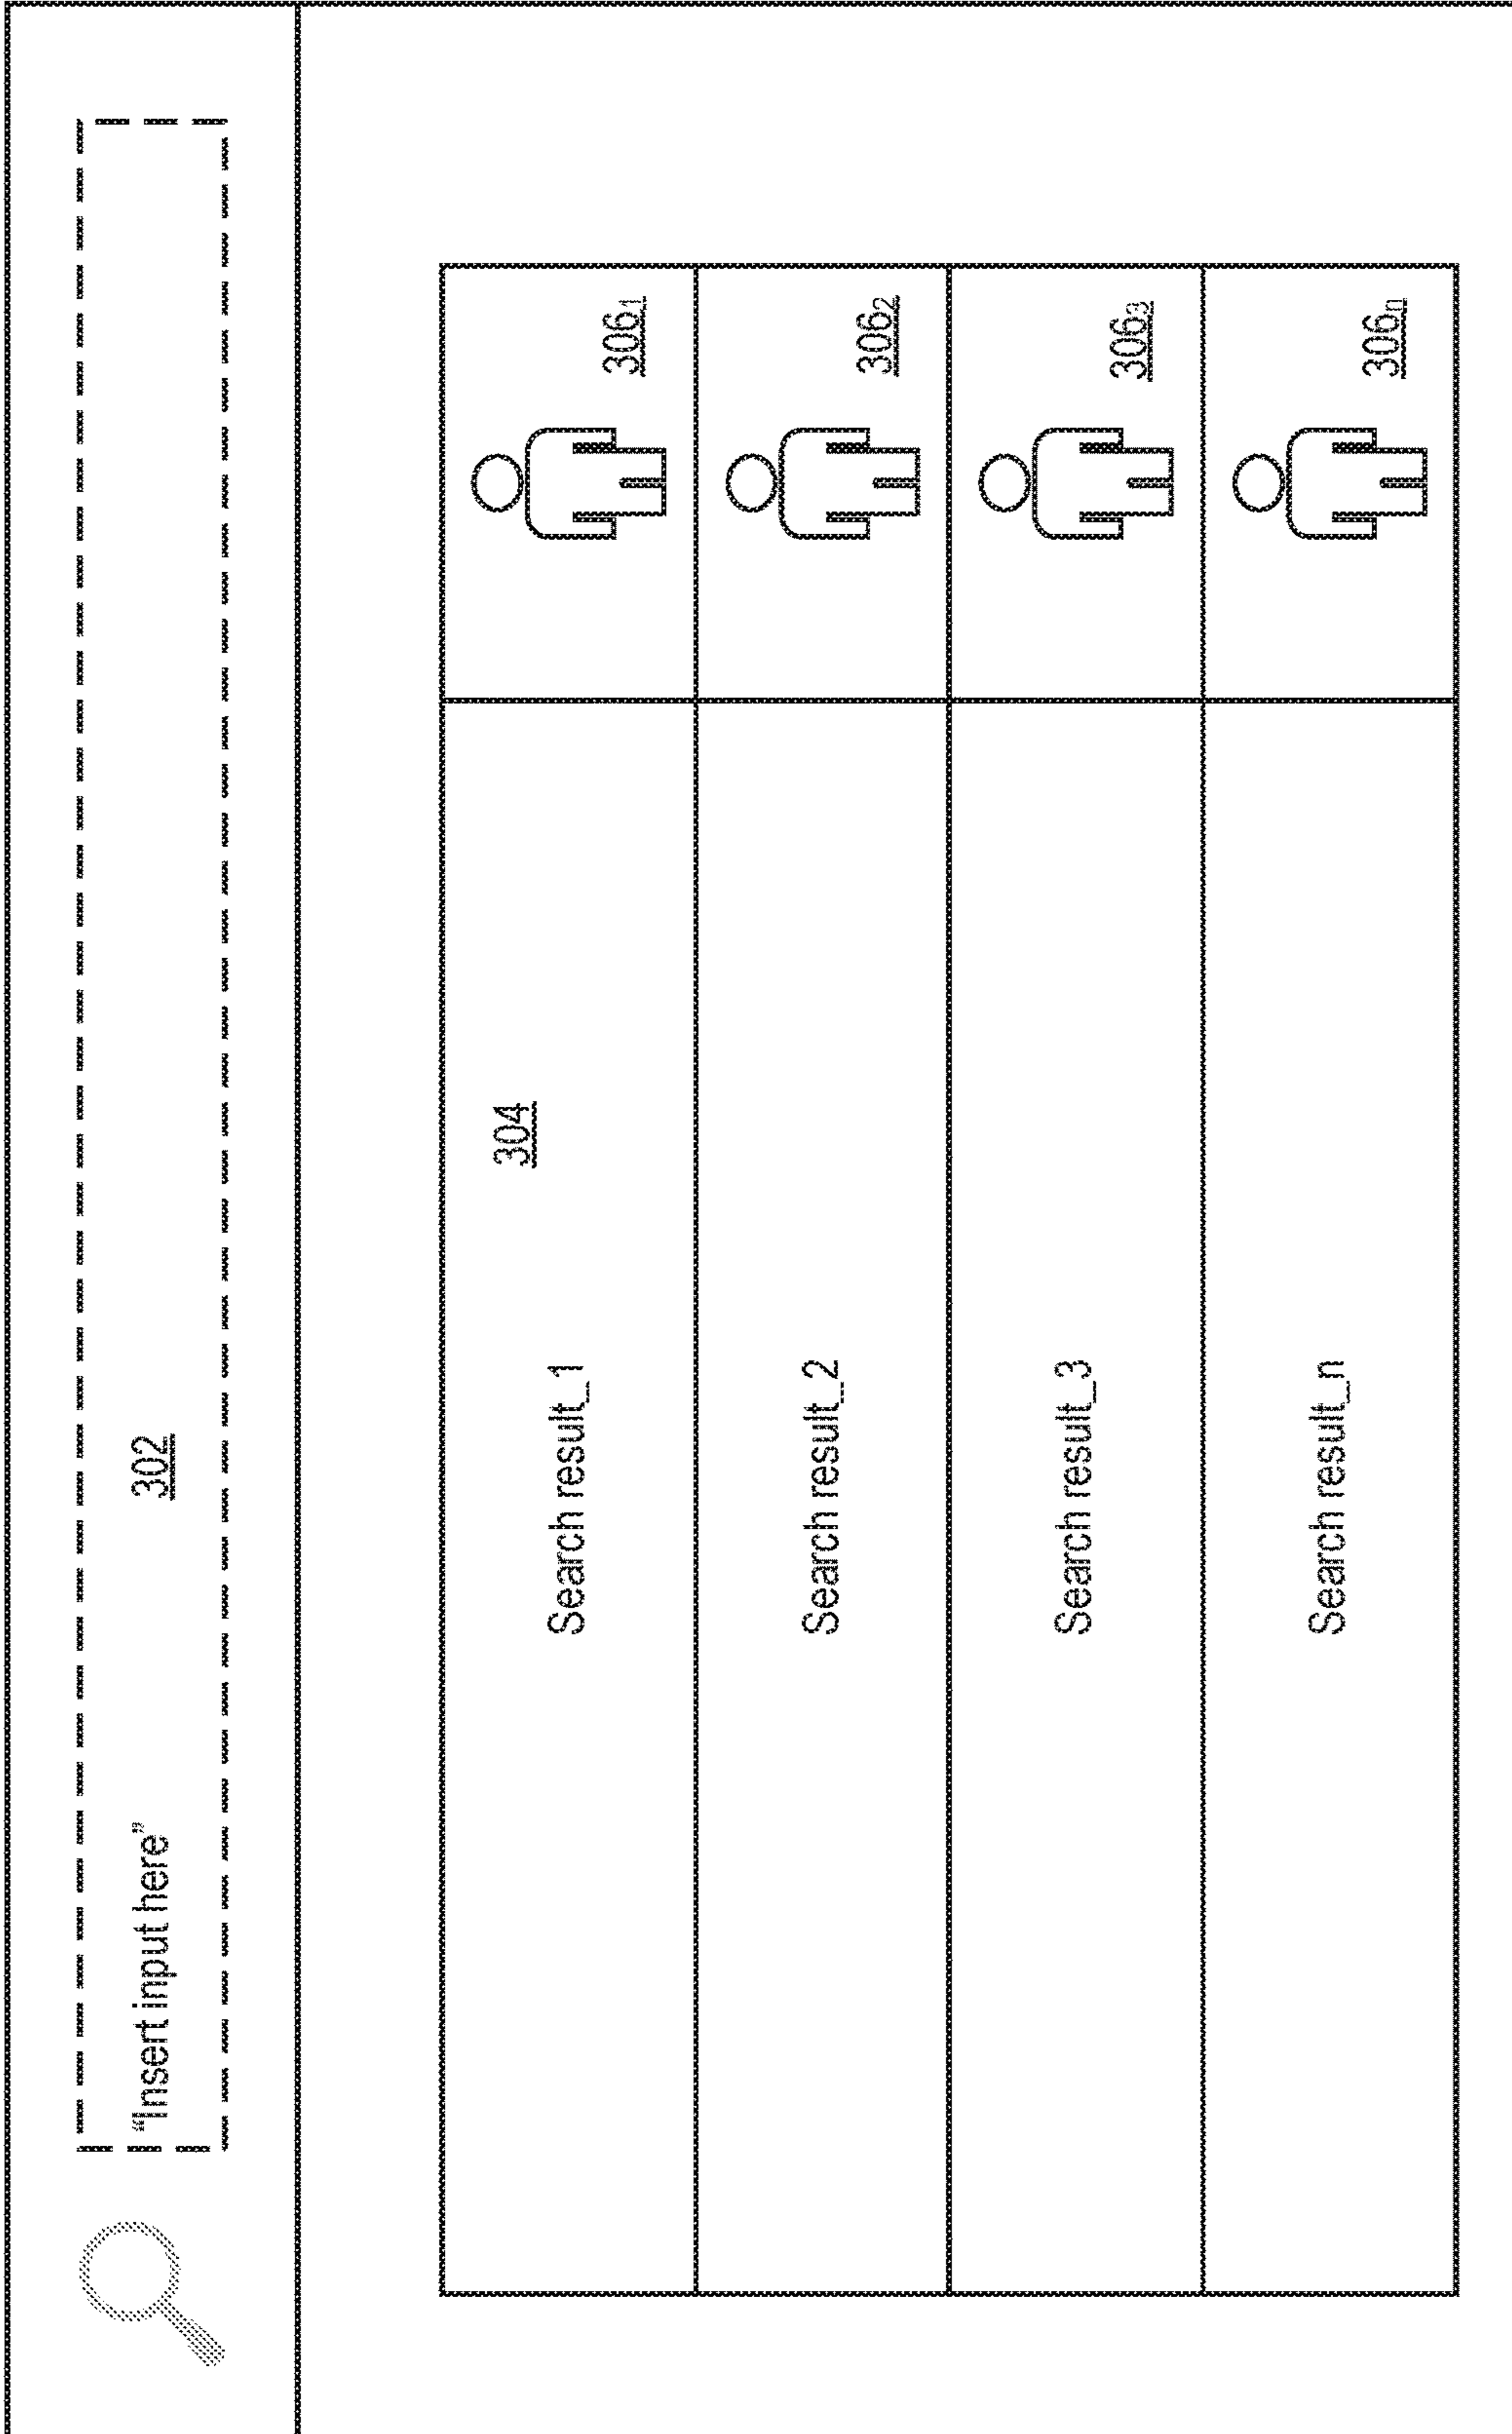 “Insert input here” 302
304
Search result_1 306₁
Search result_2 306₂
Search result_3 306₃
Search result_n 306ₙ